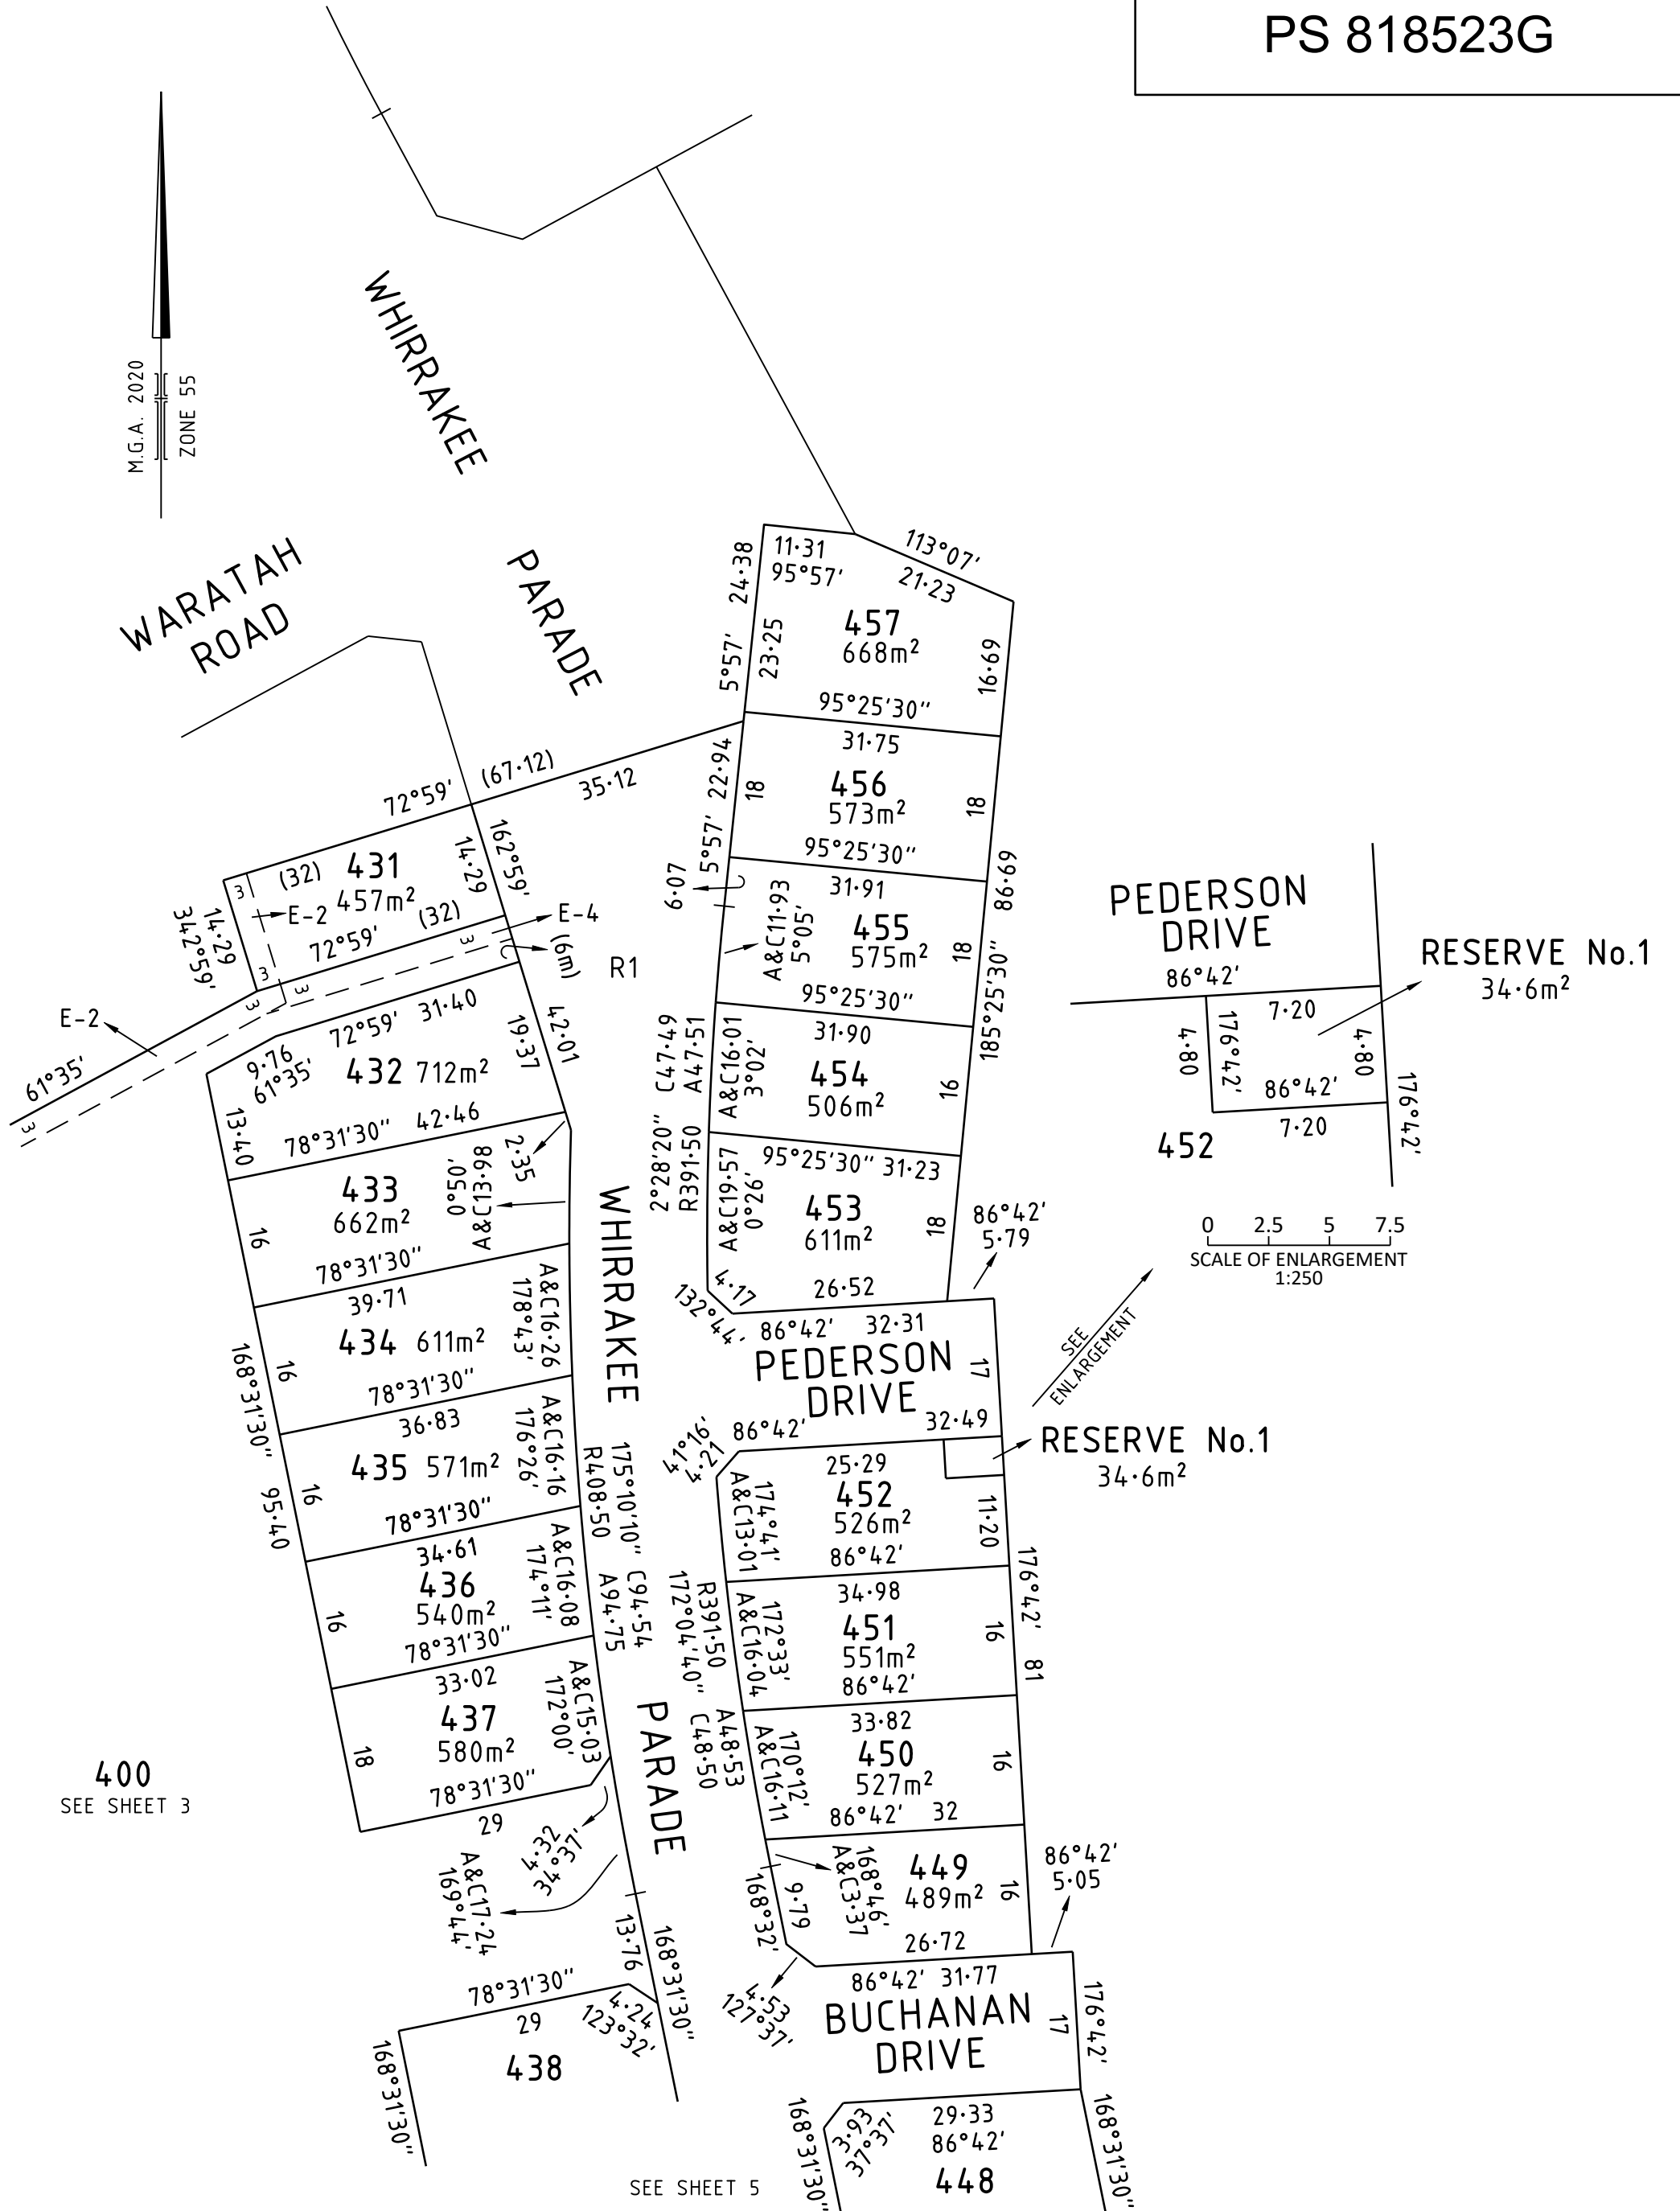 PS 818523G
M.G.A. 2020
ZONE 55
WHIRRAKEE
PARADE
WARATAH
ROAD
113°07'
11·31
95°57'
21·23
24·38
5°57'
23·25
457
668m²
16·69
95°25'30"
31·75
22·94
5°57'
18
456
573m²
18
95°25'30"
31·91
6·07
A&C11·93
5°05'
455
575m²
18
86·69
185°25'30"
95°25'30"
31·90
C47·49
A47·51
2°28'20"
R391·50
A&C16·01
3°02'
454
506m²
16
95°25'30" 31·23
A&C19·57
0°26'
453
611m²
18
86°42'
5·79
4·17
132°44'
26·52
86°42' 32·31
PEDERSON
DRIVE
17
86°42'
32·49
72°59'
(67·12)
35·12
162°59'
14·29
431
(32)
457m²
3
E-2
(32)
72°59'
14·29
342°59'
3
3
3
3
E-4
(6m)
R1
E-2
61°35'
3
72°59' 31·40
9·76
61°35'
432 712m²
19·37
42·01
13·40
78°31'30" 42·46
2·35
0°50'
A&C13·98
433
662m²
16
78°31'30"
39·71
A&C16·26
178°43'
434 611m²
16
78°31'30"
36·83
168°31'30" 95·40
A&C16·16
176°26'
435 571m²
16
78°31'30"
34·61
A&C16·08
174°11'
436
540m²
16
78°31'30"
33·02
A&C15·03
172°00'
437
580m²
18
78°31'30"
29
4·32
34°37'
A&C17·24
169°44'
13·76
168°31'30"
78°31'30"
29
4·24
123°32'
438
168°31'30"
WHIRRAKEE
PARADE
175°10'10" C94·54
R408·50 A94·75
R391·50 A48·53
172°04'40" C48·50
41°16'
4·21
25·29
174°41'
A&C13·01
452
526m²
86°42'
11·20
RESERVE No.1
34·6m²
34·98
172°33'
A&C16·04
451
551m²
86°42'
16
176°42' 81
33·82
170°12'
A&C16·11
450
527m²
16
86°42' 32
168°46'
A&C3·37
449
489m²
16
9·79
168°32'
26·72
86°42'
5·05
4·53
127°37'
86°42' 31·77
BUCHANAN
DRIVE
17
176°42'
3·93
37°37'
29·33
86°42'
448
168°31'30"
168°31'30"
PEDERSON
DRIVE
86°42'
7·20
RESERVE No.1
34·6m²
4·80
176°42'
4·80
86°42'
7·20
176°42'
452
0 2.5 5 7.5
SCALE OF ENLARGEMENT
1:250
SEE
ENLARGEMENT
400
SEE SHEET 3
SEE SHEET 5